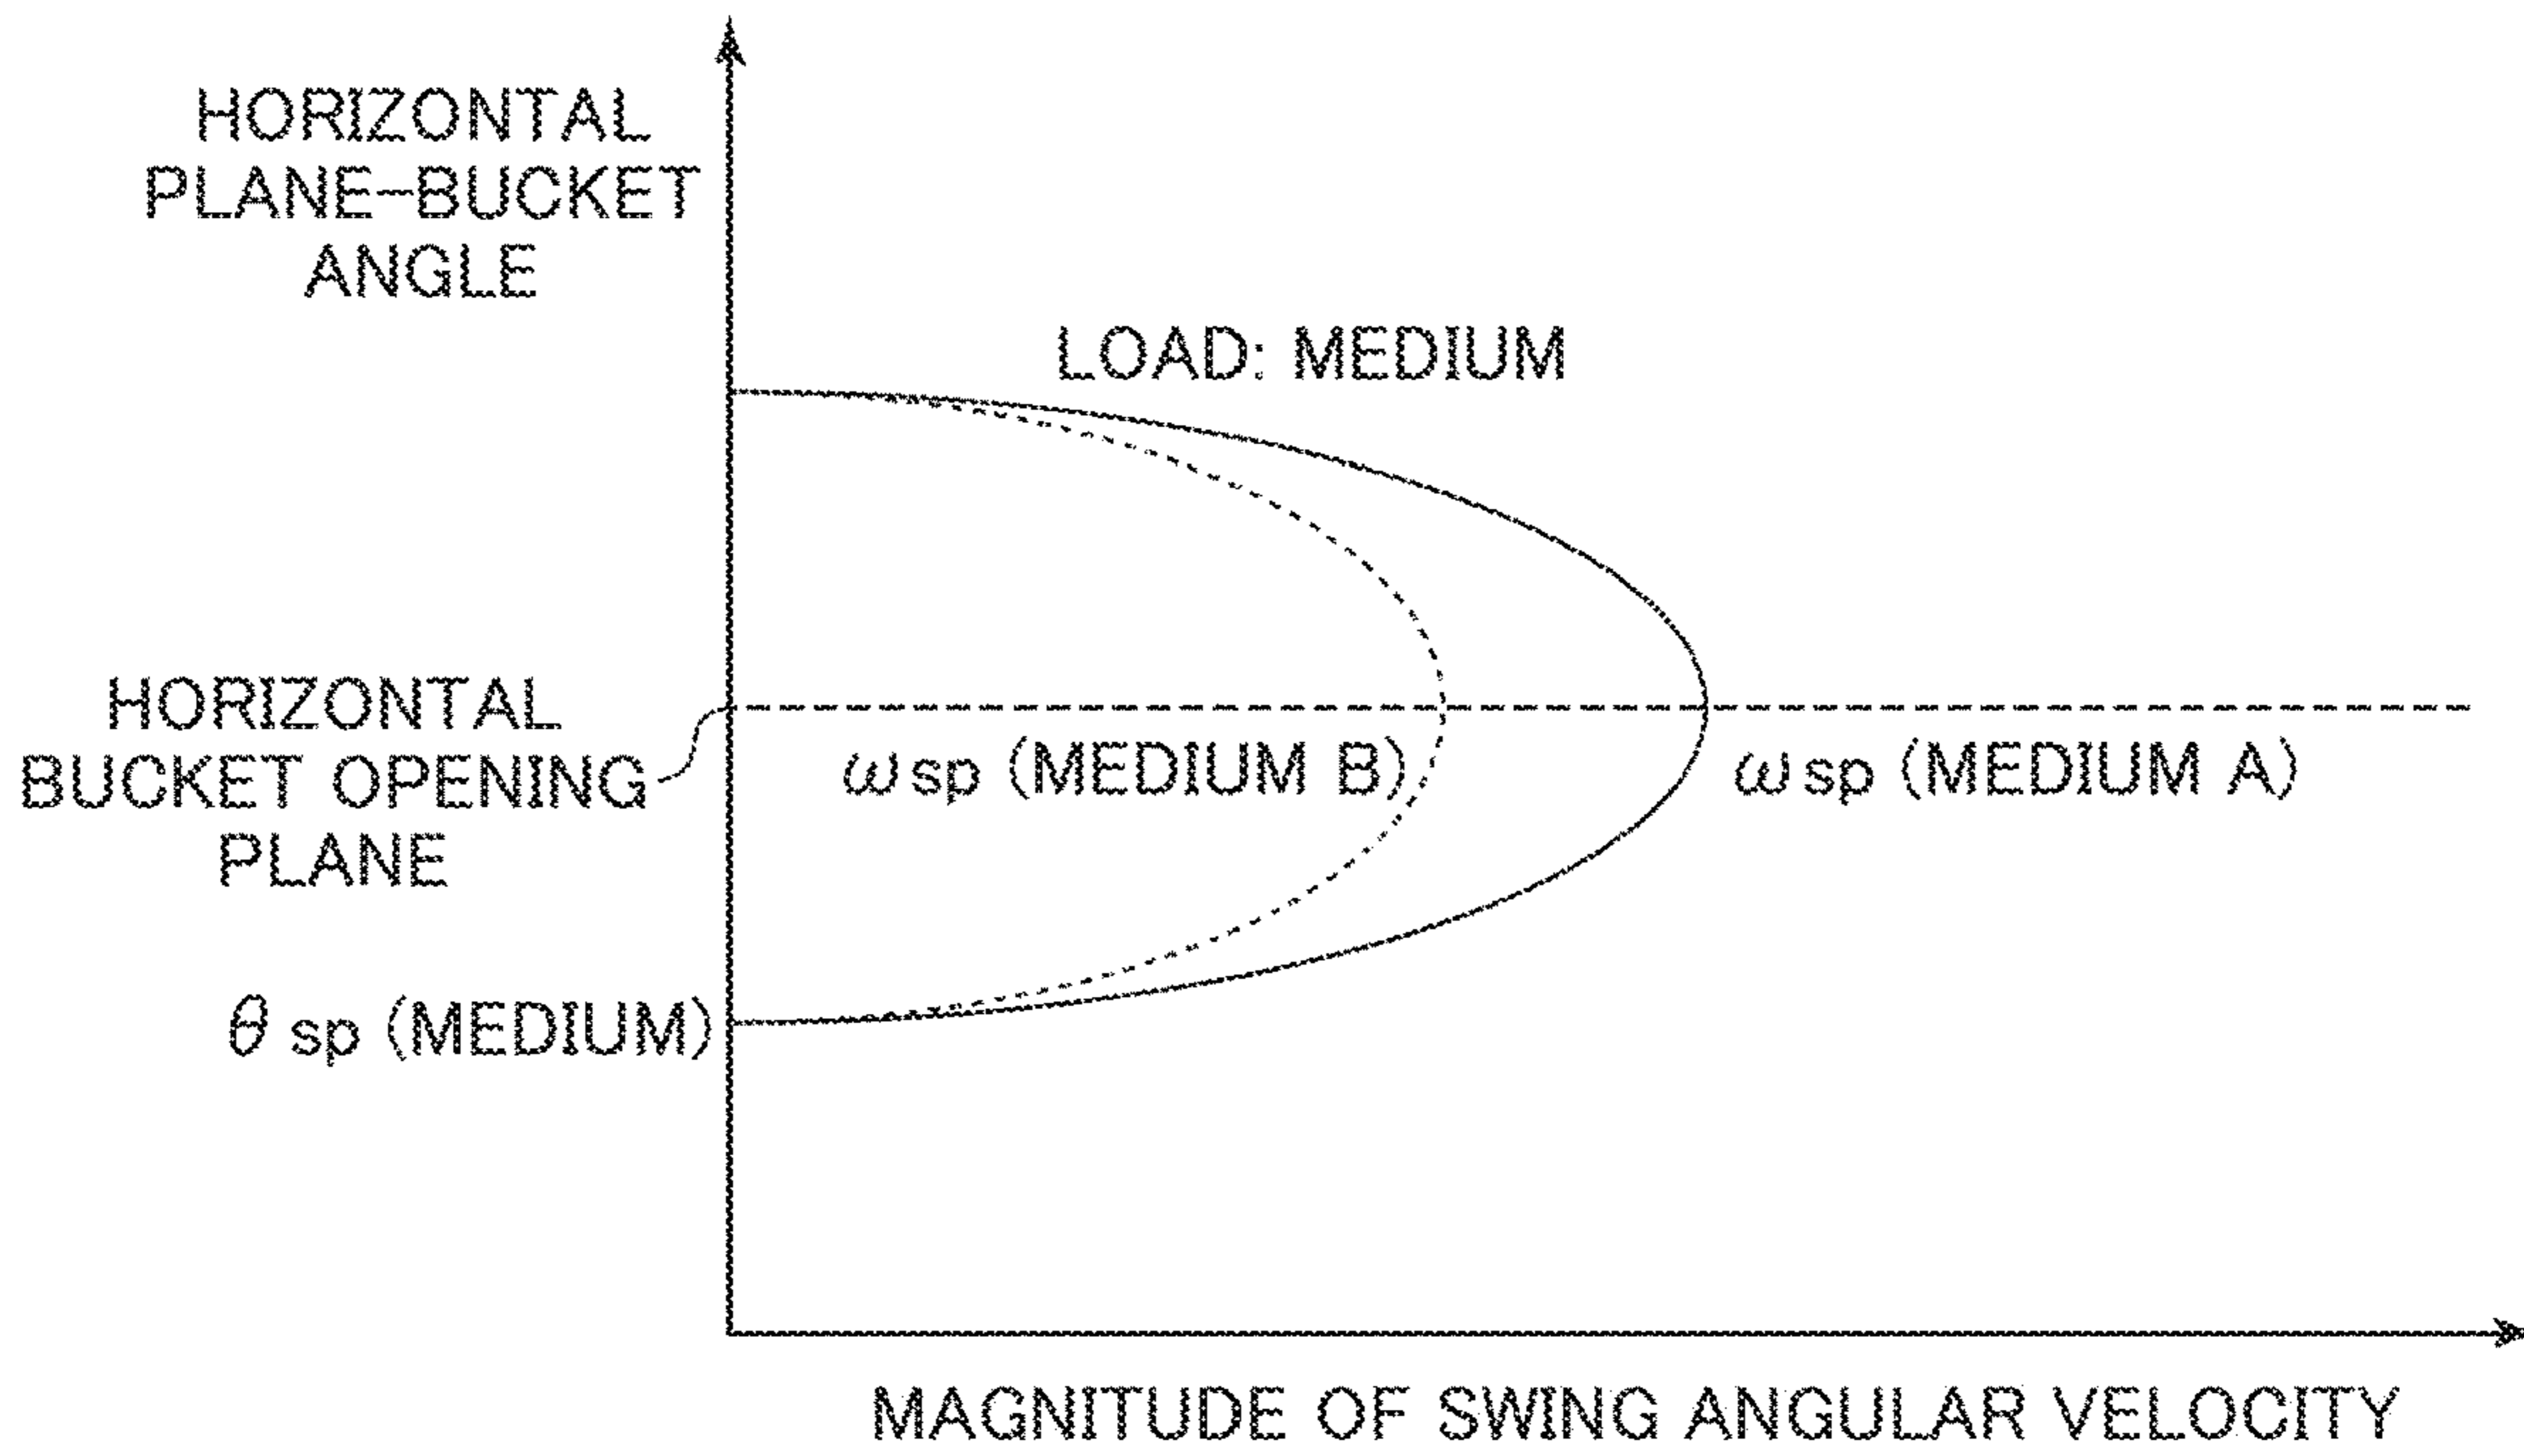 HORIZONTAL
PLANE-BUCKET
ANGLE
LOAD: MEDIUM
HORIZONTAL
BUCKET OPENING
PLANE
ωsp (MEDIUM B)
ωsp (MEDIUM A)
θsp (MEDIUM)
MAGNITUDE OF SWING ANGULAR VELOCITY